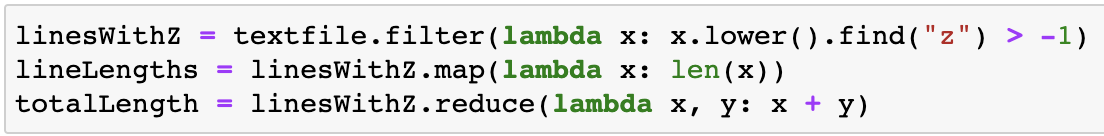 linesWithZ = textfile.filter(lambda x: x.lower().find("z") > -1)
lineLengths = linesWithZ.map(lambda x: len(x))
totalLength = linesWithZ.reduce(lambda x, y: x + y)